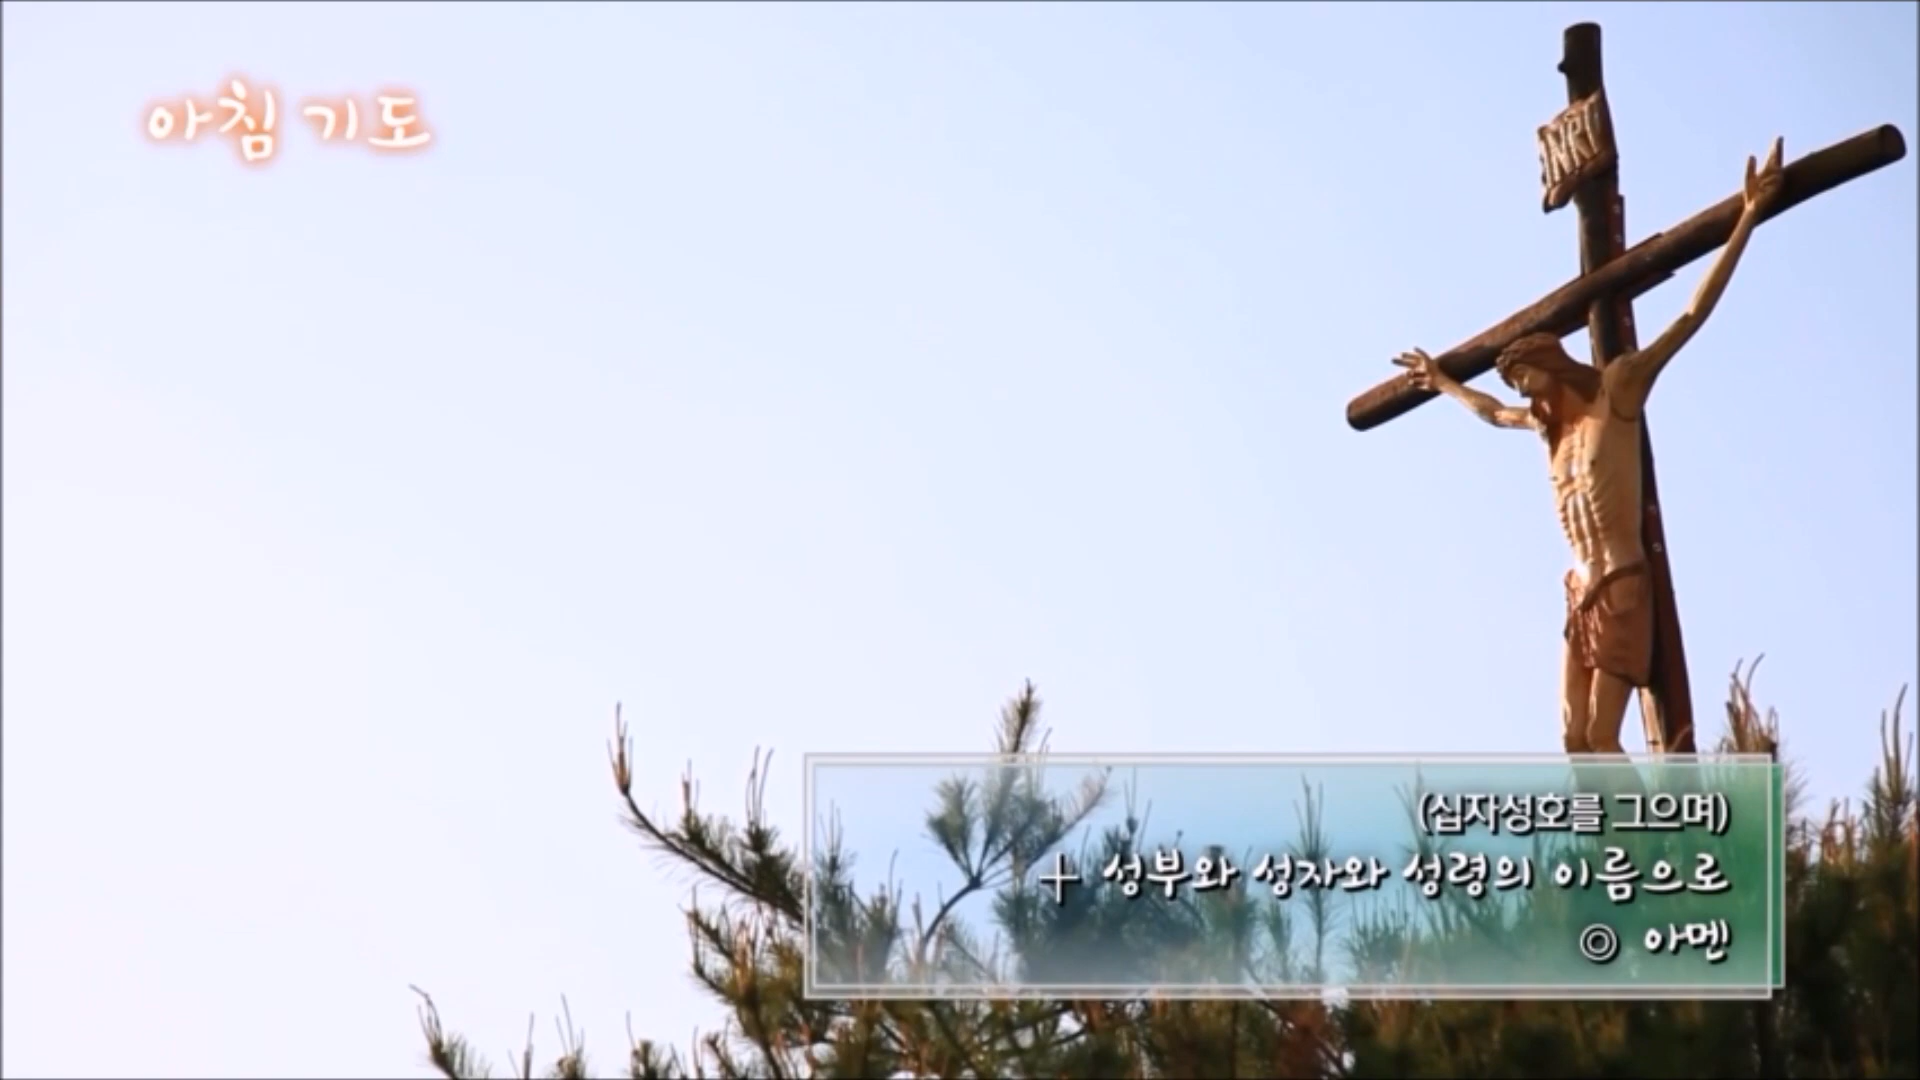 아침 기도
INRI
(십자성호를 그으며)
┼ 성부와 성자와 성령의 이름으로
◎ 아멘